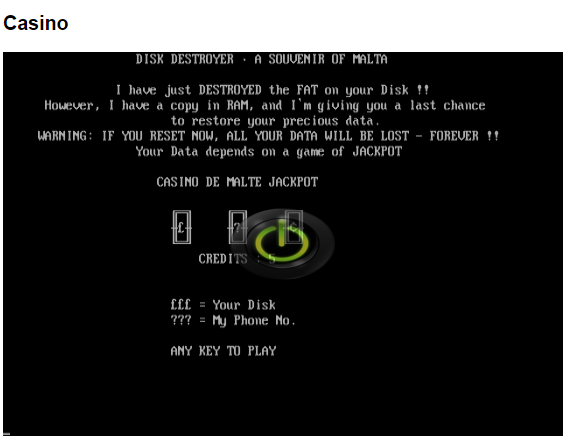 Casino
DISK DESTROYER · A SOUVENIR OF MALTA
I have just DESTROYED the FAT on your Disk !!
However, I have a copy in RAM, and I'm giving you a last chance
to restore your precious data.
WARNING: IF YOU RESET NOW, ALL YOUR DATA WILL BE LOST - FOREVER !!
Your Data depends on a game of JACKPOT
CASINO DE MALTE JACKPOT
£ ?
CREDITS : 5
£££ = Your Disk
??? = My Phone No.
ANY KEY TO PLAY